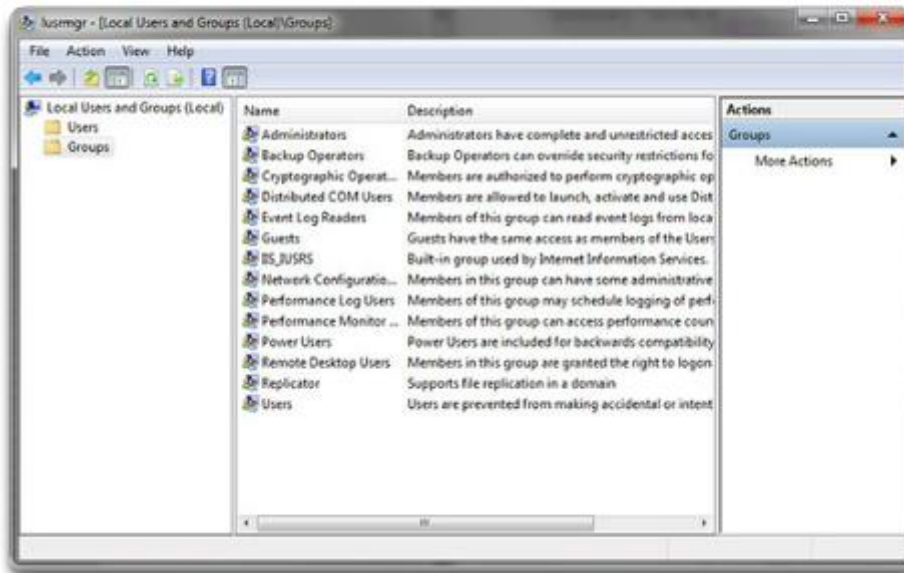 lusrmgr - [Local Users and Groups (Local)\Groups]
File Action View Help
Local Users and Groups (Local)
Users
Groups
Name Description
Administrators Administrators have complete and unrestricted acces
Backup Operators Backup Operators can override security restrictions fo
Cryptographic Operat... Members are authorized to perform cryptographic op
Distributed COM Users Members are allowed to launch, activate and use Dist
Event Log Readers Members of this group can read event logs from loca
Guests Guests have the same access as members of the Users
IIS_IUSRS Built-in group used by Internet Information Services.
Network Configuratio... Members in this group can have some administrative
Performance Log Users Members of this group may schedule logging of perf
Performance Monitor ... Members of this group can access performance coun
Power Users Power Users are included for backwards compatibility
Remote Desktop Users Members in this group are granted the right to logon
Replicator Supports file replication in a domain
Users Users are prevented from making accidental or intent
Actions
Groups
More Actions